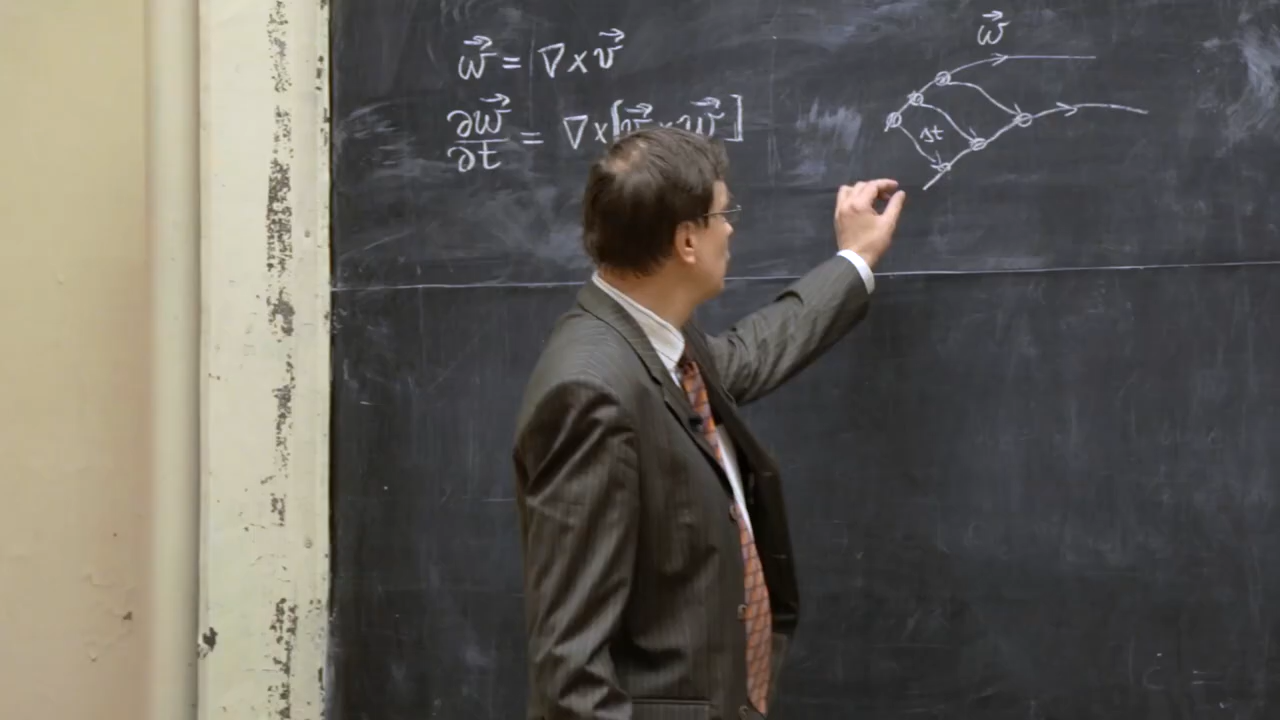 w⃗ = ∇×v⃗
∂w⃗/∂t = ∇×[v⃗×w⃗]
w⃗
Δt